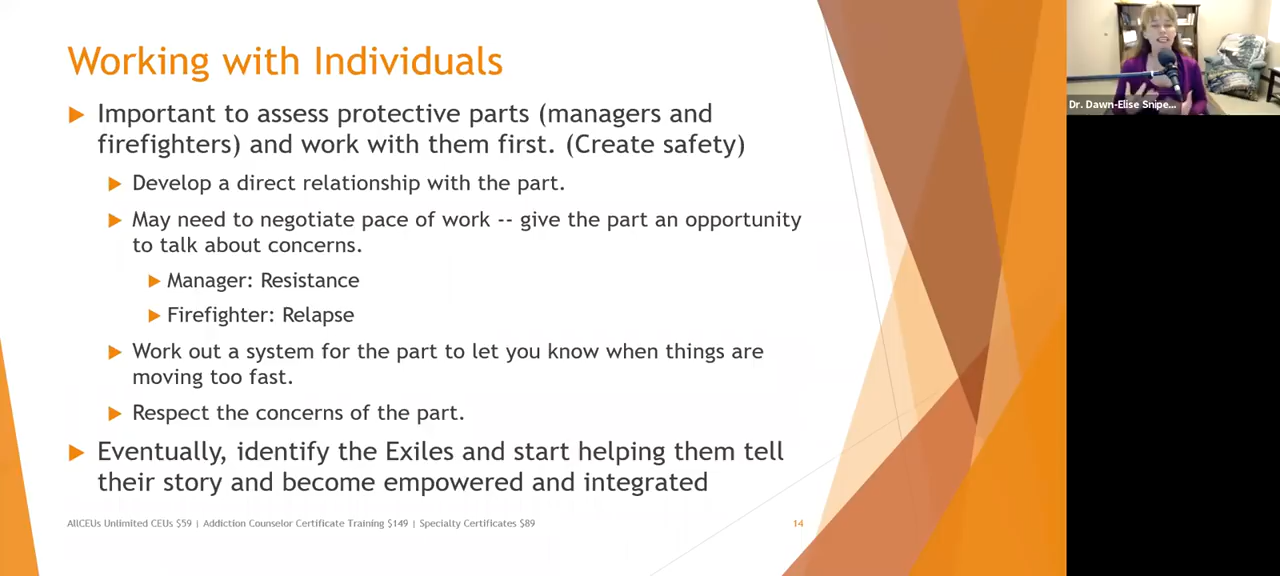 Working with Individuals
Important to assess protective parts (managers and
firefighters) and work with them first. (Create safety)
Develop a direct relationship with the part.
May need to negotiate pace of work -- give the part an opportunity
to talk about concerns.
Manager: Resistance
Firefighter: Relapse
Work out a system for the part to let you know when things are
moving too fast.
Respect the concerns of the part.
Eventually, identify the Exiles and start helping them tell
their story and become empowered and integrated
AllCEUs Unlimited CEUs $59 | Addiction Counselor Certificate Training $149 | Specialty Certificates $89
14
Dr. Dawn-Elise Snipe...